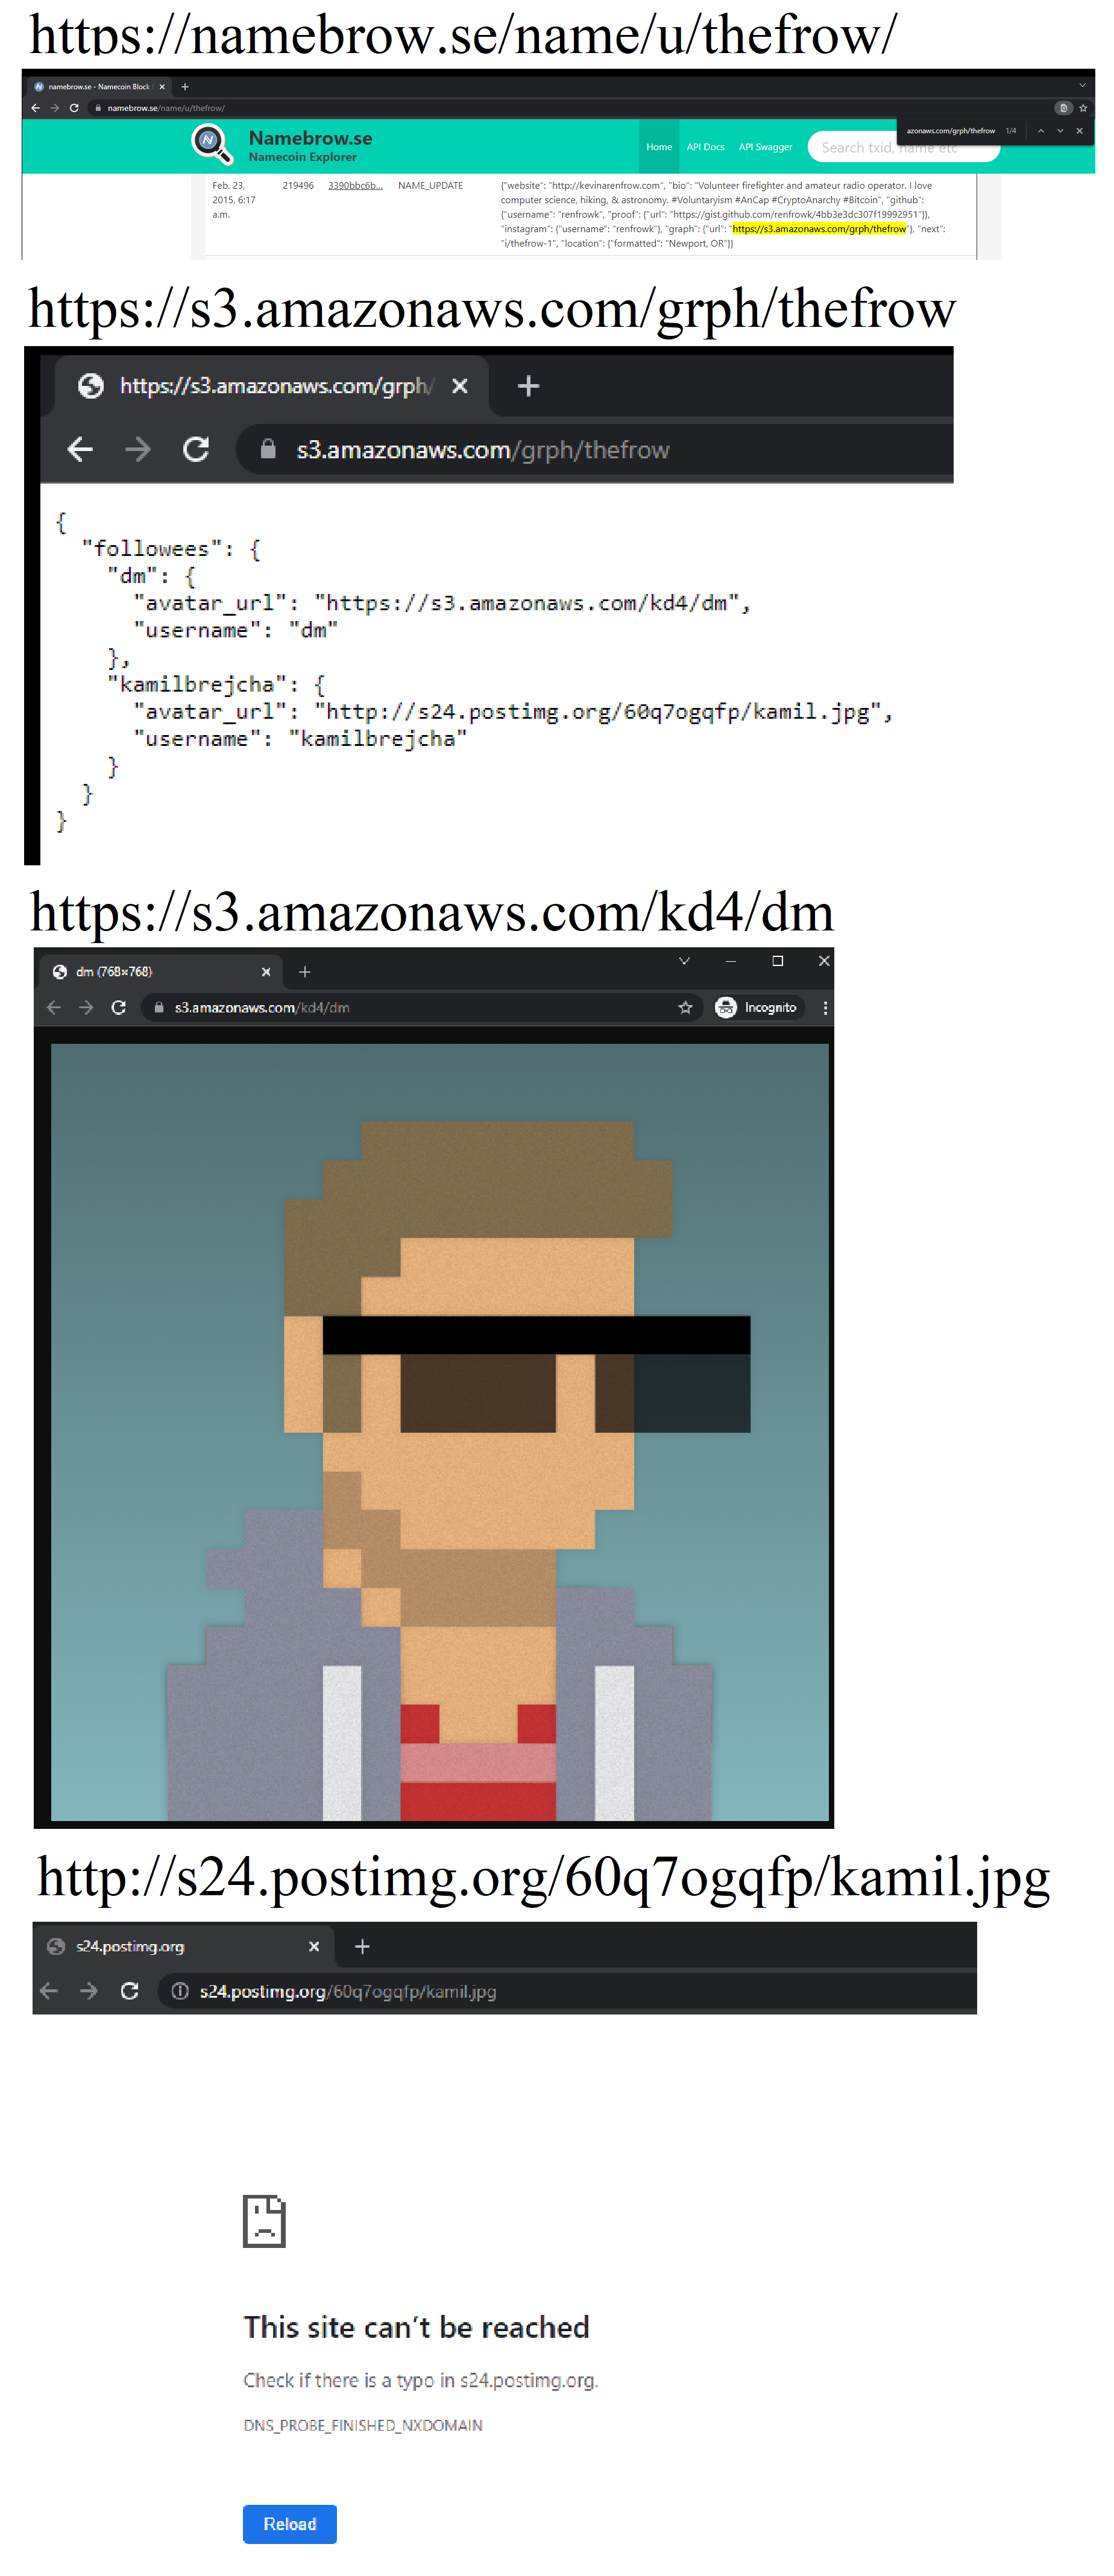 https://namebrow.se/name/u/thefrow/
namebrow.se - Namecoin Block
namebrow.se/name/u/thefrow/
azonaws.com/grph/thefrow 1/4
Namebrow.se
Namecoin Explorer
Home API Docs API Swagger Search txid, name etc
Feb. 23, 2015, 6:17 a.m. 219496 3390bbc6b... NAME_UPDATE
{"website": "http://kevinarenfrow.com", "bio": "Volunteer firefighter and amateur radio operator. I love
computer science, hiking, & astronomy. #Voluntaryism #AnCap #CryptoAnarchy #Bitcoin", "github":
{"username": "renfrowk", "proof": {"url": "https://gist.github.com/renfrowk/4bb3e3dc307f19992951"}},
"instagram": {"username": "renfrowk"}, "graph": {"url": "https://s3.amazonaws.com/grph/thefrow"}, "next":
"i/thefrow-1", "location": {"formatted": "Newport, OR"}}
https://s3.amazonaws.com/grph/thefrow
https://s3.amazonaws.com/grph/
s3.amazonaws.com/grph/thefrow
{
"followees": {
"dm": {
"avatar_url": "https://s3.amazonaws.com/kd4/dm",
"username": "dm"
},
"kamilbrejcha": {
"avatar_url": "http://s24.postimg.org/60q7ogqfp/kamil.jpg",
"username": "kamilbrejcha"
}
}
}
https://s3.amazonaws.com/kd4/dm
dm (768×768)
s3.amazonaws.com/kd4/dm Incognito
http://s24.postimg.org/60q7ogqfp/kamil.jpg
s24.postimg.org
s24.postimg.org/60q7ogqfp/kamil.jpg
This site can't be reached
Check if there is a typo in s24.postimg.org.
DNS_PROBE_FINISHED_NXDOMAIN
Reload